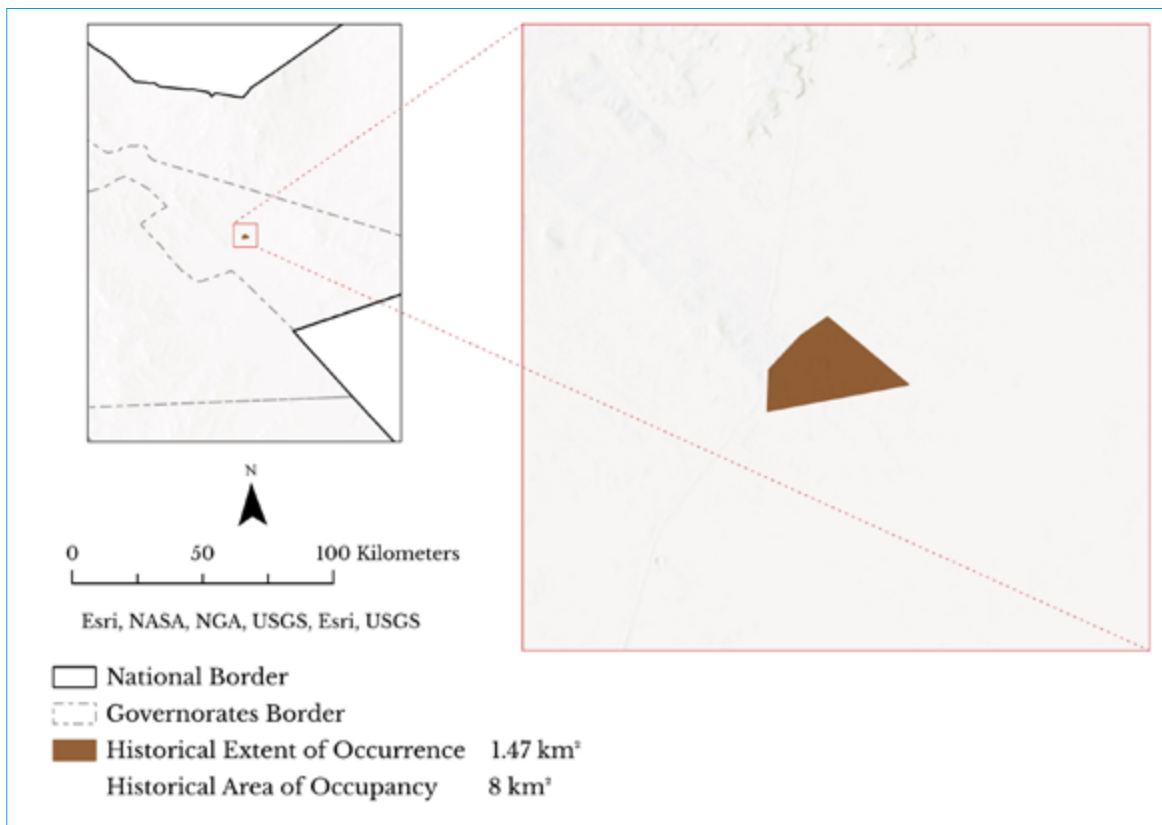 N
0 50 100 Kilometers
Esri, NASA, NGA, USGS, Esri, USGS
National Border
Governorates Border
Historical Extent of Occurrence 1.47 km²
Historical Area of Occupancy 8 km²